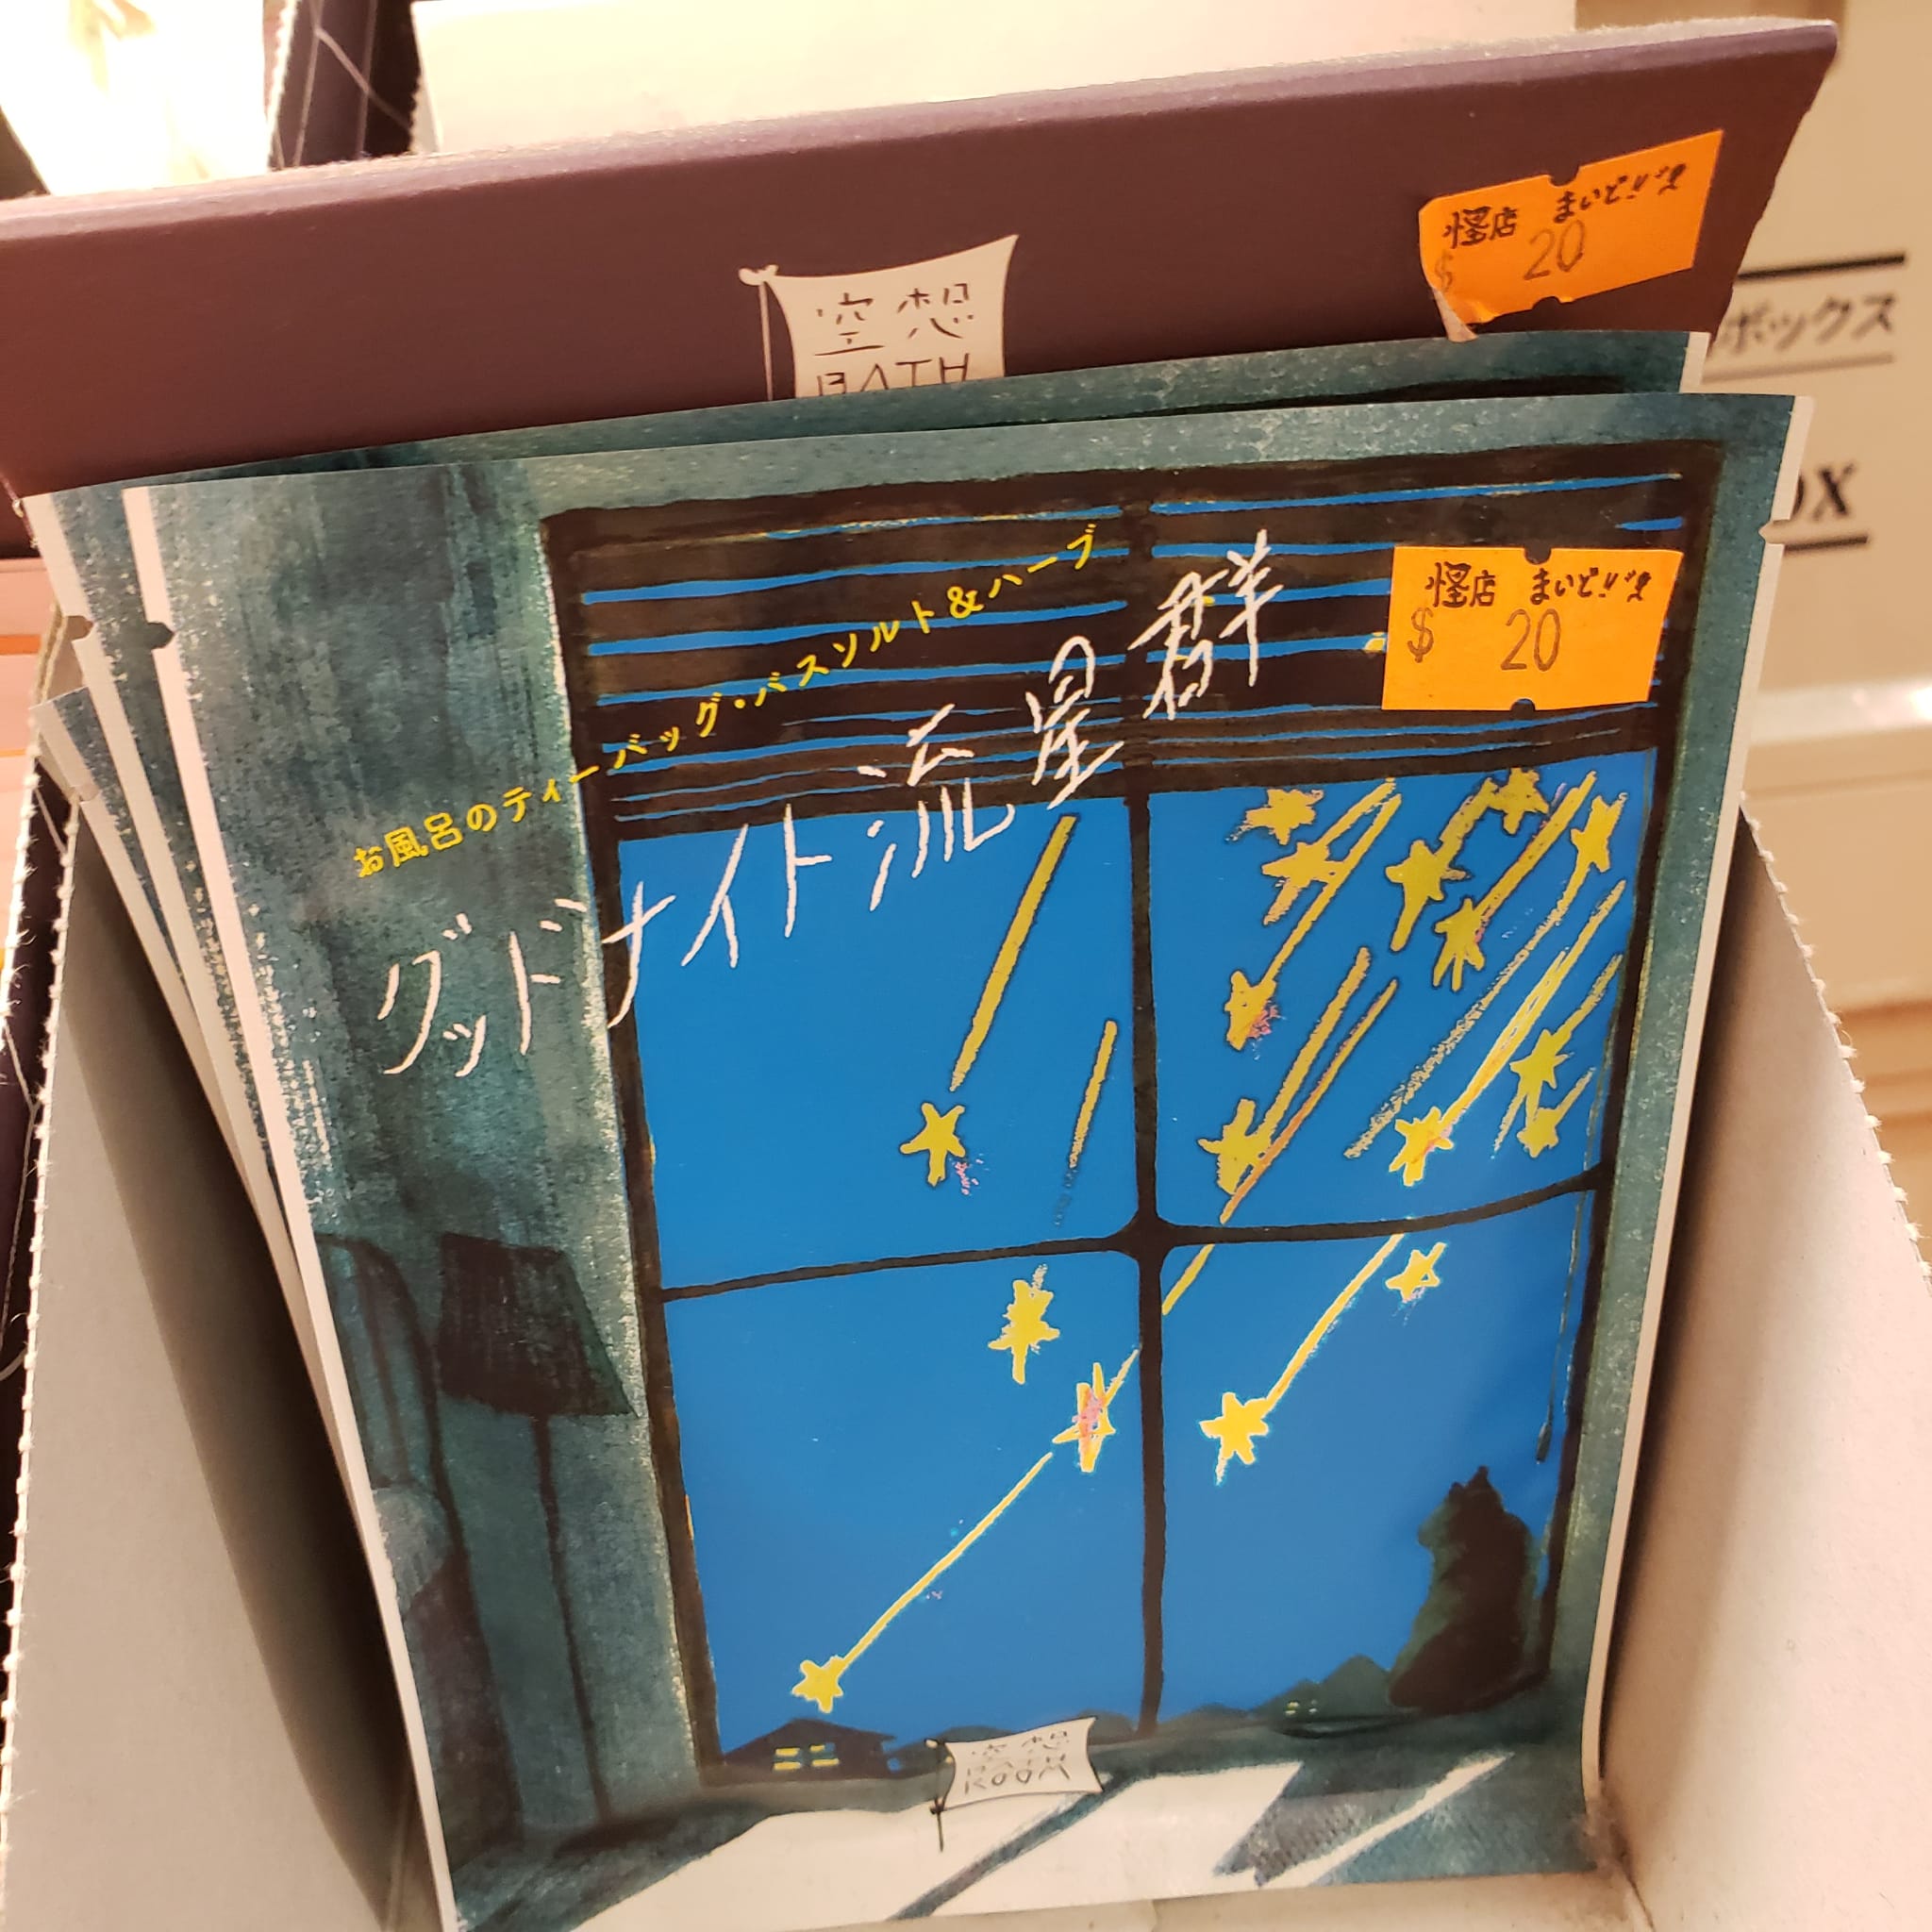 怪店 まいど!
$ 20
空想
BATH
ボックス
OX
怪店 まいど!
$ 20
お風呂のティーバッグ・バスソルト&ハーブ
グッドナイト流星群
空想
BATH
ROOM